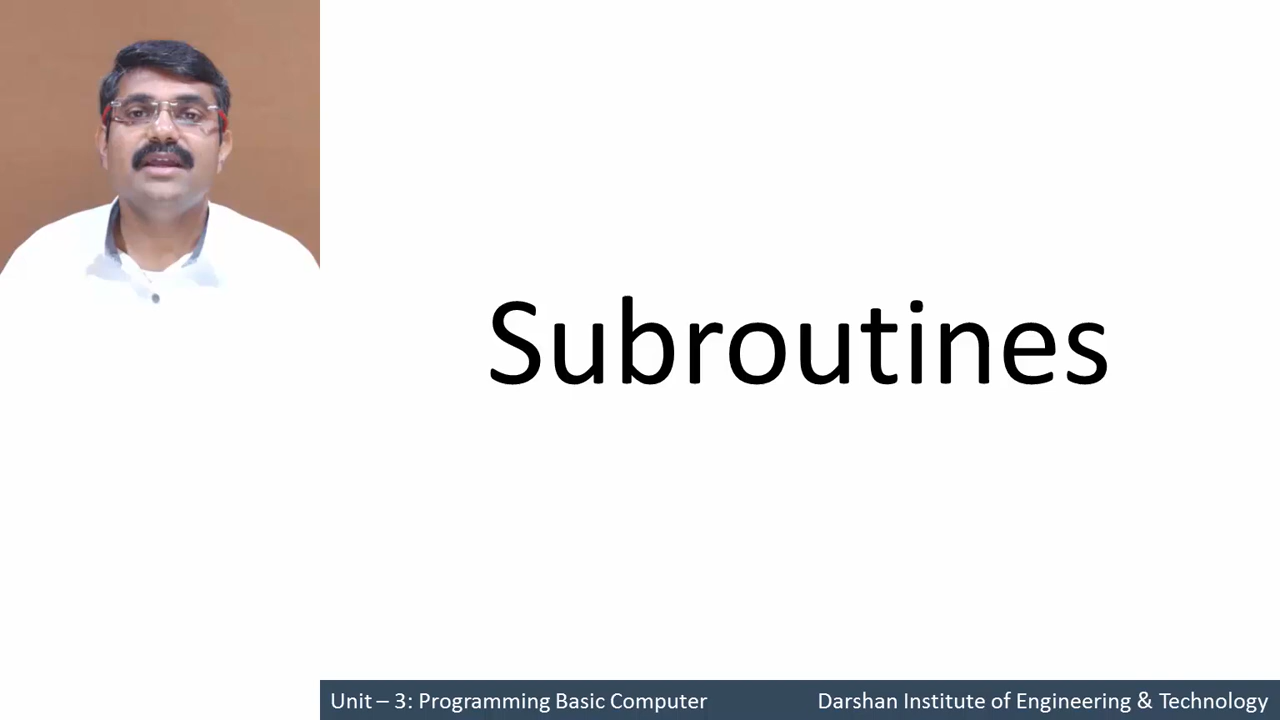 Subroutines
Unit – 3: Programming Basic Computer Darshan Institute of Engineering & Technology